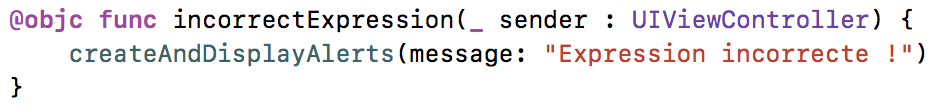 @objc func incorrectExpression(_ sender : UIViewController) {
    createAndDisplayAlerts(message: "Expression incorrecte !")
}